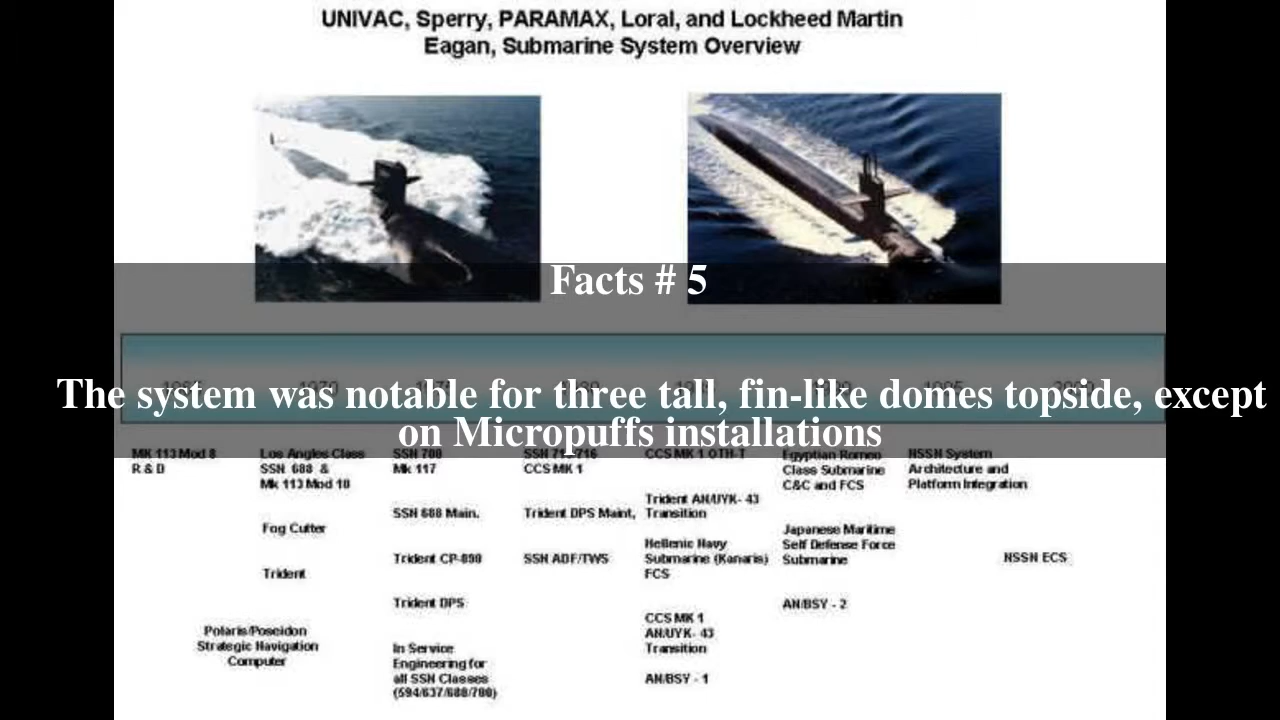 UNIVAC, Sperry, PARAMAX, Loral, and Lockheed Martin
Eagan, Submarine System Overview
Facts # 5
The system was notable for three tall, fin-like domes topside, except
on Micropuffs installations
MK 113 Mod 8
R & D
Polaris/Poseidon
Strategic Navigation
Computer
Los Angles Class
SSN 688 &
Mk 113 Mod 10
Fog Cutter
Trident
SSN 700
Mk 117
SSN 688 Main.
Trident CP-890
Trident DPS
In Service
Engineering for
all SSN Classes
(594/637/688/700)
CCS MK 1
Trident DPS Maint,
SSN ADF/TWS
CCS MK 1 OTH-T
Trident AN/UYK- 43
Transition
Hellenic Navy
Submarine (Kanaris)
FCS
CCS MK 1
AN/UYK- 43
Transition
AN/BSY - 1
Egyptian Romeo
Class Submarine
C&C and FCS
Japanese Maritime
Self Defense Force
Submarine
AN/BSY - 2
NSSN System
Architecture and
Platform Integration
NSSN ECS